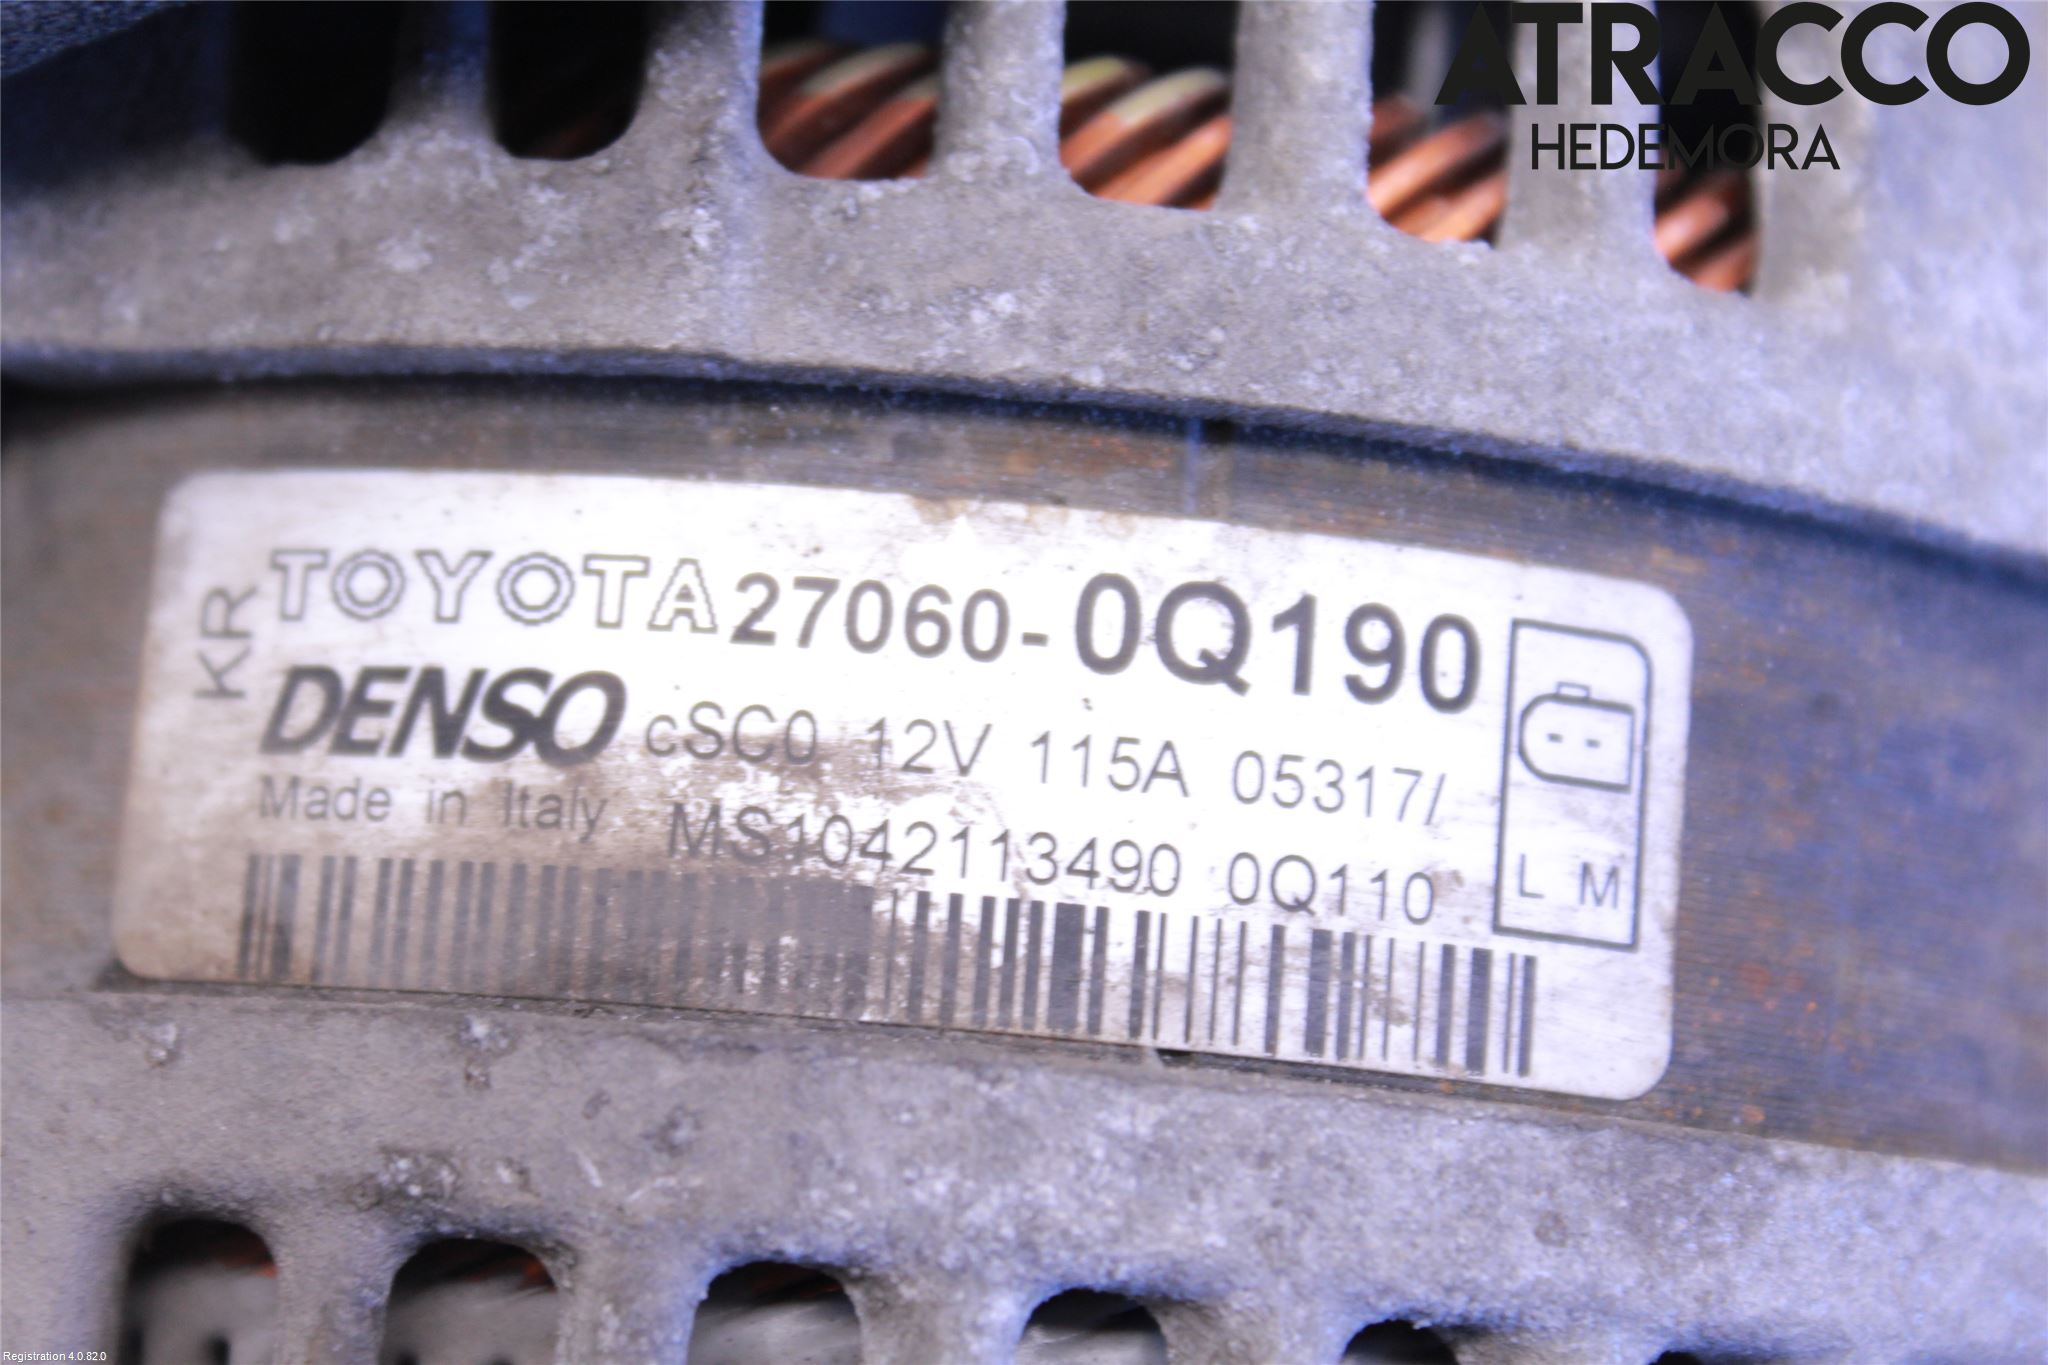 ATRACCO
HEDEMORA
KR
TOYOTA 27060-0Q190
DENSO cSC0 12V 115A 05317/
Made in Italy MS1042113490 0Q110
L M
Registration 4.0.82.0